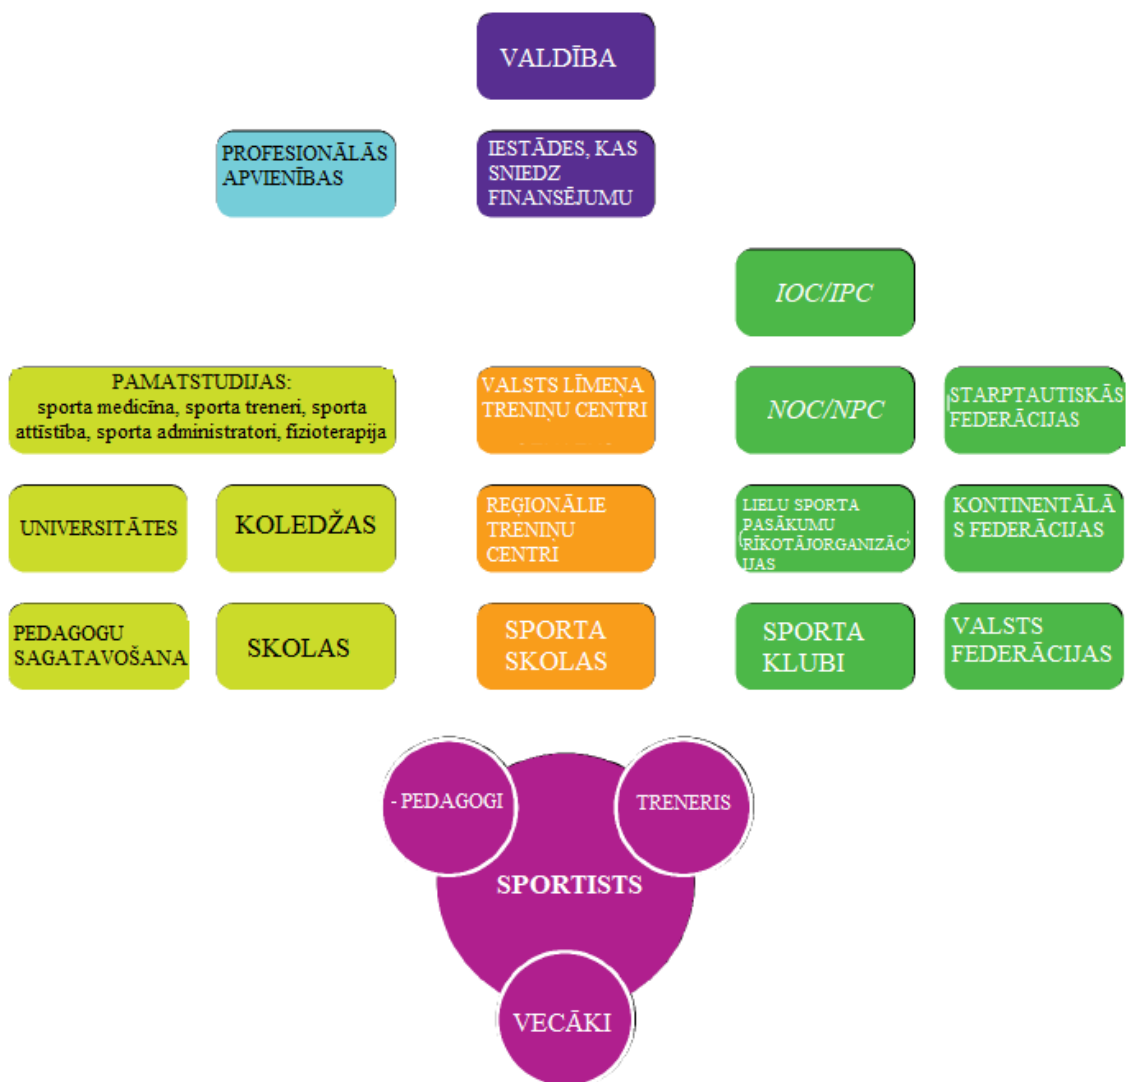 VALDĪBA
PROFESIONĀLĀS
APVIENĪBAS
IESTĀDES, KAS
SNIEDZ
FINANSĒJUMU
IOC/IPC
PAMATSTUDIJAS:
sporta medicīna, sporta treneri, sporta
attīstība, sporta administratori, fizioterapija
VALSTS LĪMEŅA
TRENIŅU CENTRI
NOC/NPC
STARPTAUTISKĀS
FEDERĀCIJAS
UNIVERSITĀTES
KOLEDŽAS
REĢIONĀLIE
TRENIŅU
CENTRI
LIELU SPORTA
PASĀKUMU
RĪKOTĀJORGANIZĀC
IJAS
KONTINENTĀLĀ
S FEDERĀCIJAS
PEDAGOGU
SAGATAVOŠANA
SKOLAS
SPORTA
SKOLAS
SPORTA
KLUBI
VALSTS
FEDERĀCIJAS
- PEDAGOGI
TRENERIS
SPORTISTS
VECĀKI